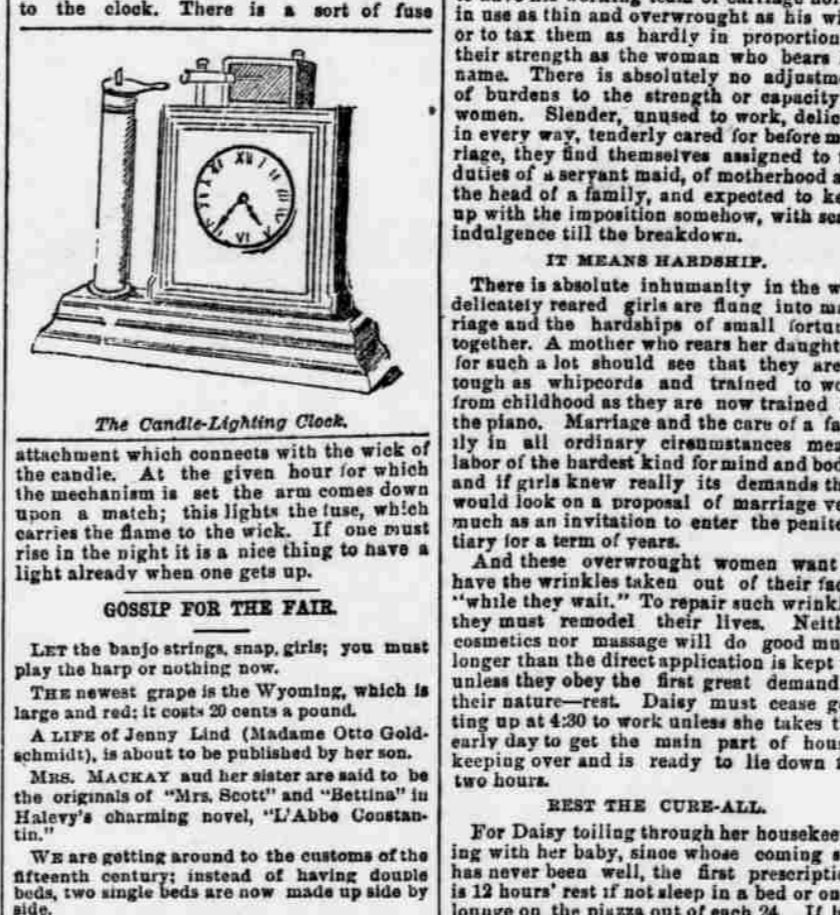 to the clock. There is a sort of fuse
XII
I
VI
XI
The Candle-Lighting Clock.
attachment which connects with the wick of
the candle. At the given hour for which
the mechanism is set the arm comes down
upon a match; this lights the fuse, which
carries the flame to the wick. If one must
rise in the night it is a nice thing to have a
light already when one gets up.
GOSSIP FOR THE FAIR.
LET the banjo strings, snap, girls; you must
play the harp or nothing now.
THE newest grape is the Wyoming, which is
large and red; it costs 20 cents a pound.
A LIFE of Jenny Lind (Madame Otto Gold-
schmidt), is about to be published by her son.
MRS. MACKAY and her sister are said to be
the originals of "Mrs. Scott" and "Bettina" in
Halevy's charming novel, "L'Abbe Constan-
tin."
WE are getting around to the customs of the
fifteenth century; instead of having double
beds, two single beds are now made up side by
side.
in use as thin and overwrought as his
or to tax them as hardly in proportion
their strength as the woman who bears
name. There is absolutely no adjustme
of burdens to the strength or capacity
women. Slender, unused to work, delic
in every way, tenderly cared for before m
riage, they find themselves assigned to
duties of a servant maid, of motherhood a
the head of a family, and expected to ke
up with the imposition somehow, with sc
indulgence till the breakdown.
IT MEANS HARDSHIP.
There is absolute inhumanity in the w
delicately reared girls are flung into ma
riage and the hardships of small fortun
together. A mother who rears her daught
for such a lot should see that they are
tough as whipcords and trained to wo
from childhood as they are now trained
the piano. Marriage and the care of a fa
ily in all ordinary circumstances mea
labor of the hardest kind for mind and bod
and if girls knew really its demands th
would look on a proposal of marriage ve
much as an invitation to enter the penite
tiary for a term of years.
And these overwrought women want
have the wrinkles taken out of their fac
"while they wait." To repair such wrinkl
they must remodel their lives. Neith
cosmetics nor massage will do good mu
longer than the direct application is kept
unless they obey the first great demand
their nature—rest. Daisy must cease ge
ting up at 4:30 to work unless she takes t
early day to get the main part of hous
keeping over and is ready to lie down f
two hours.
REST THE CURE-ALL.
For Daisy toiling through her housekee
ing with her baby, since whose coming s
has never been well, the first prescriptio
is 12 hours' rest if not sleep in a bed or on
lounge on the piazza out of each 24. If